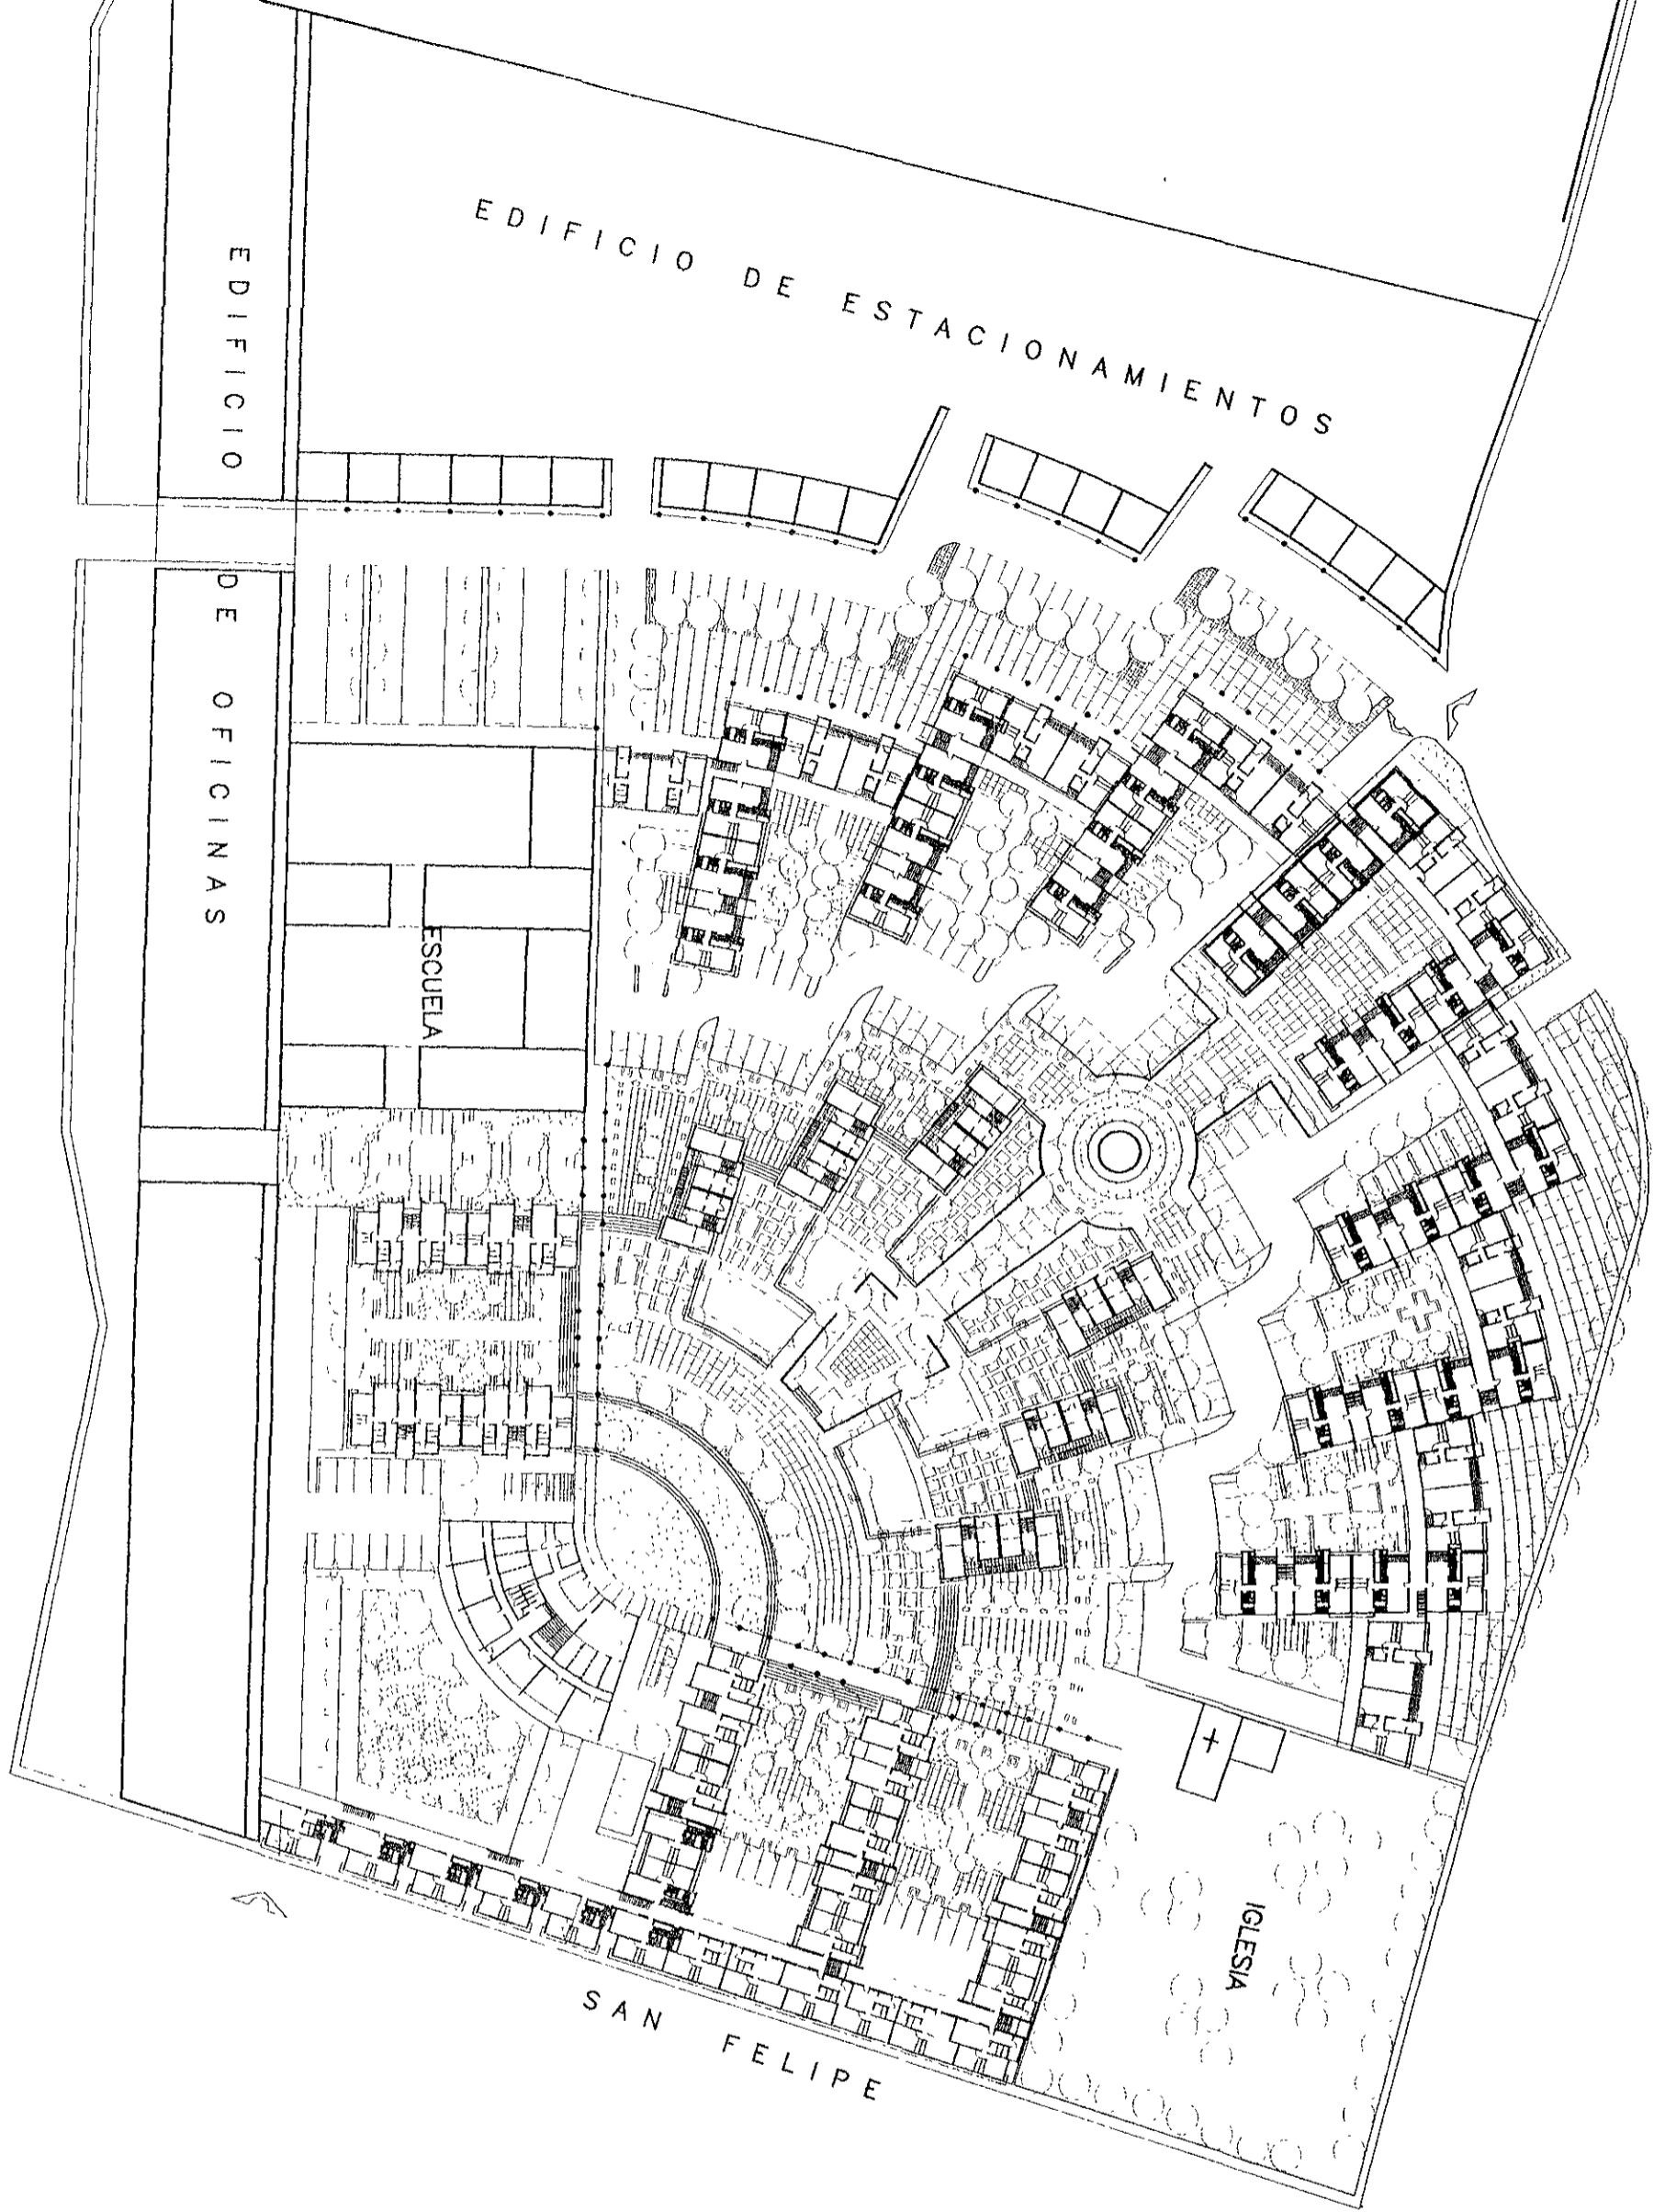 EDIFICIO DE ESTACIONAMIENTOS
EDIFICIO DE OFICINAS
ESCUELA
IGLESIA
SAN FELIPE